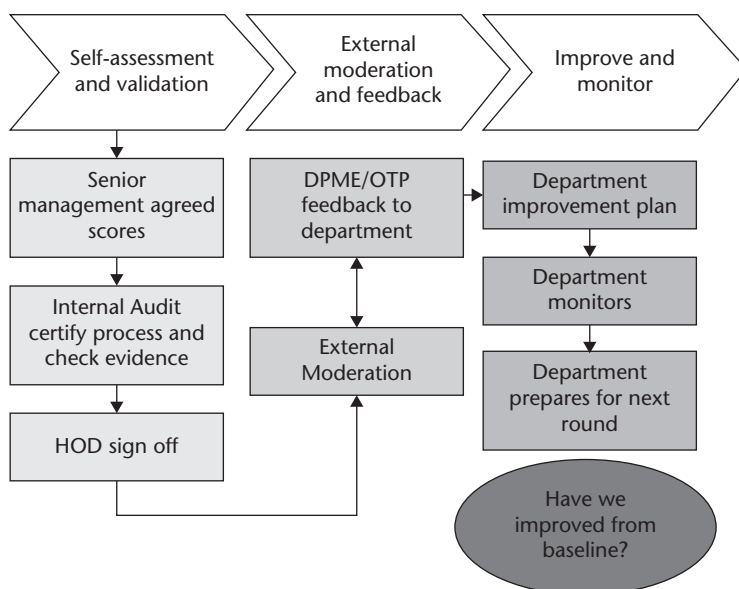 Self-assessment
and validation
External
moderation
and feedback
Improve and
monitor
Senior
management agreed
scores
Internal Audit
certify process and
check evidence
HOD sign off
DPME/OTP
feedback to
department
External
Moderation
Department
improvement plan
Department
monitors
Department
prepares for next
round
Have we
improved from
baseline?